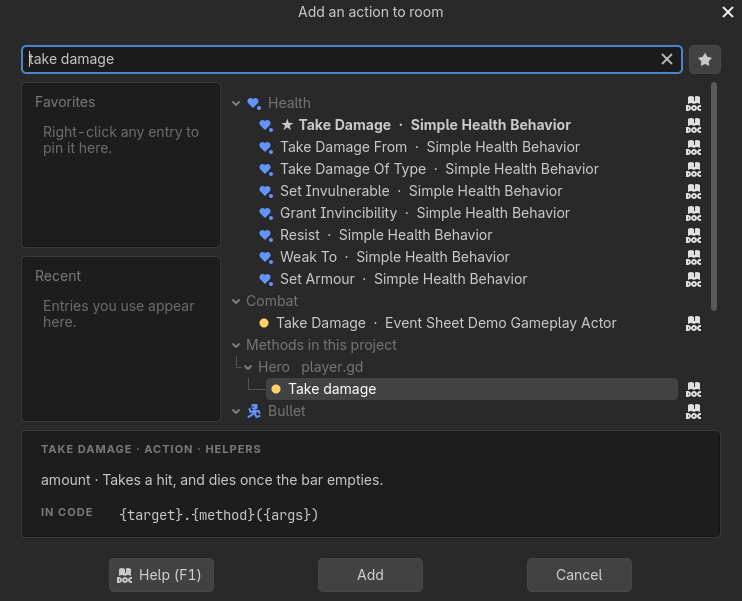 Add an action to room
take damage
Favorites
Right-click any entry to
pin it here.
Recent
Entries you use appear
here.
Health
★ Take Damage · Simple Health Behavior
Take Damage From · Simple Health Behavior
Take Damage Of Type · Simple Health Behavior
Set Invulnerable · Simple Health Behavior
Grant Invincibility · Simple Health Behavior
Resist · Simple Health Behavior
Weak To · Simple Health Behavior
Set Armour · Simple Health Behavior
Combat
Take Damage · Event Sheet Demo Gameplay Actor
Methods in this project
Hero player.gd
Take damage
Bullet
TAKE DAMAGE · ACTION · HELPERS
amount · Takes a hit, and dies once the bar empties.
IN CODE {target}.{method}({args})
DOC Help (F1)
Add
Cancel